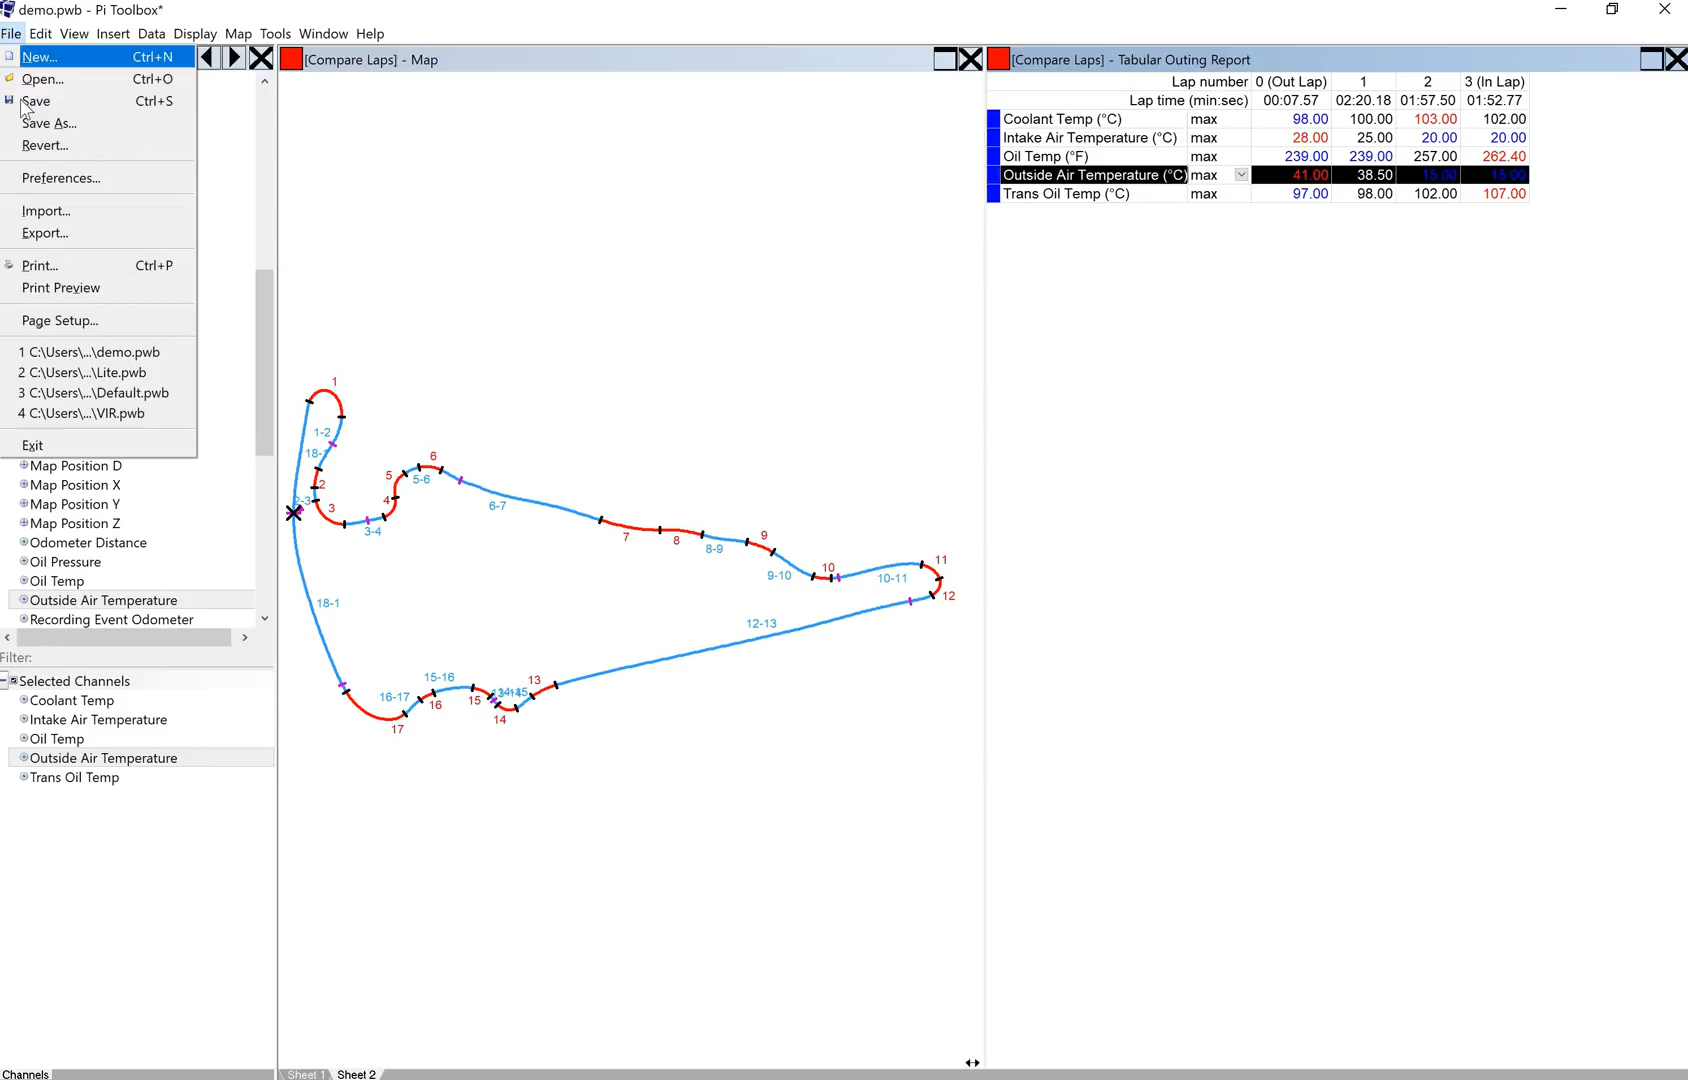 demo.pwb - Pi Toolbox*
File Edit View Insert Data Display Map Tools Window Help
New... Ctrl+N
Open... Ctrl+O
Save Ctrl+S
Save As...
Revert...
Preferences...
Import...
Export...
Print... Ctrl+P
Print Preview
Page Setup...
1 C:\Users\...\demo.pwb
2 C:\Users\...\Lite.pwb
3 C:\Users\...\Default.pwb
4 C:\Users\...\VIR.pwb
Exit
Map Position D
Map Position X
Map Position Y
Map Position Z
Odometer Distance
Oil Pressure
Oil Temp
Outside Air Temperature
Recording Event Odometer
Filter:
Selected Channels
Coolant Temp
Intake Air Temperature
Oil Temp
Outside Air Temperature
Trans Oil Temp
Channels
[Compare Laps] - Map
1
1-2
18-1
2
2-3
3
3-4
4
5
5-6
6
6-7
7
8
8-9
9
9-10
10
10-11
11
12
12-13
13
14
15
15-16
16
16-17
17
18-1
Sheet 1 Sheet 2
[Compare Laps] - Tabular Outing Report
Lap number 0 (Out Lap) 1 2 3 (In Lap)
Lap time (min:sec) 00:07.57 02:20.18 01:57.50 01:52.77
Coolant Temp (°C) max 98.00 100.00 103.00 102.00
Intake Air Temperature (°C) max 28.00 25.00 20.00 20.00
Oil Temp (°F) max 239.00 239.00 257.00 262.40
Outside Air Temperature (°C) max 41.00 38.50 15.00 15.00
Trans Oil Temp (°C) max 97.00 98.00 102.00 107.00